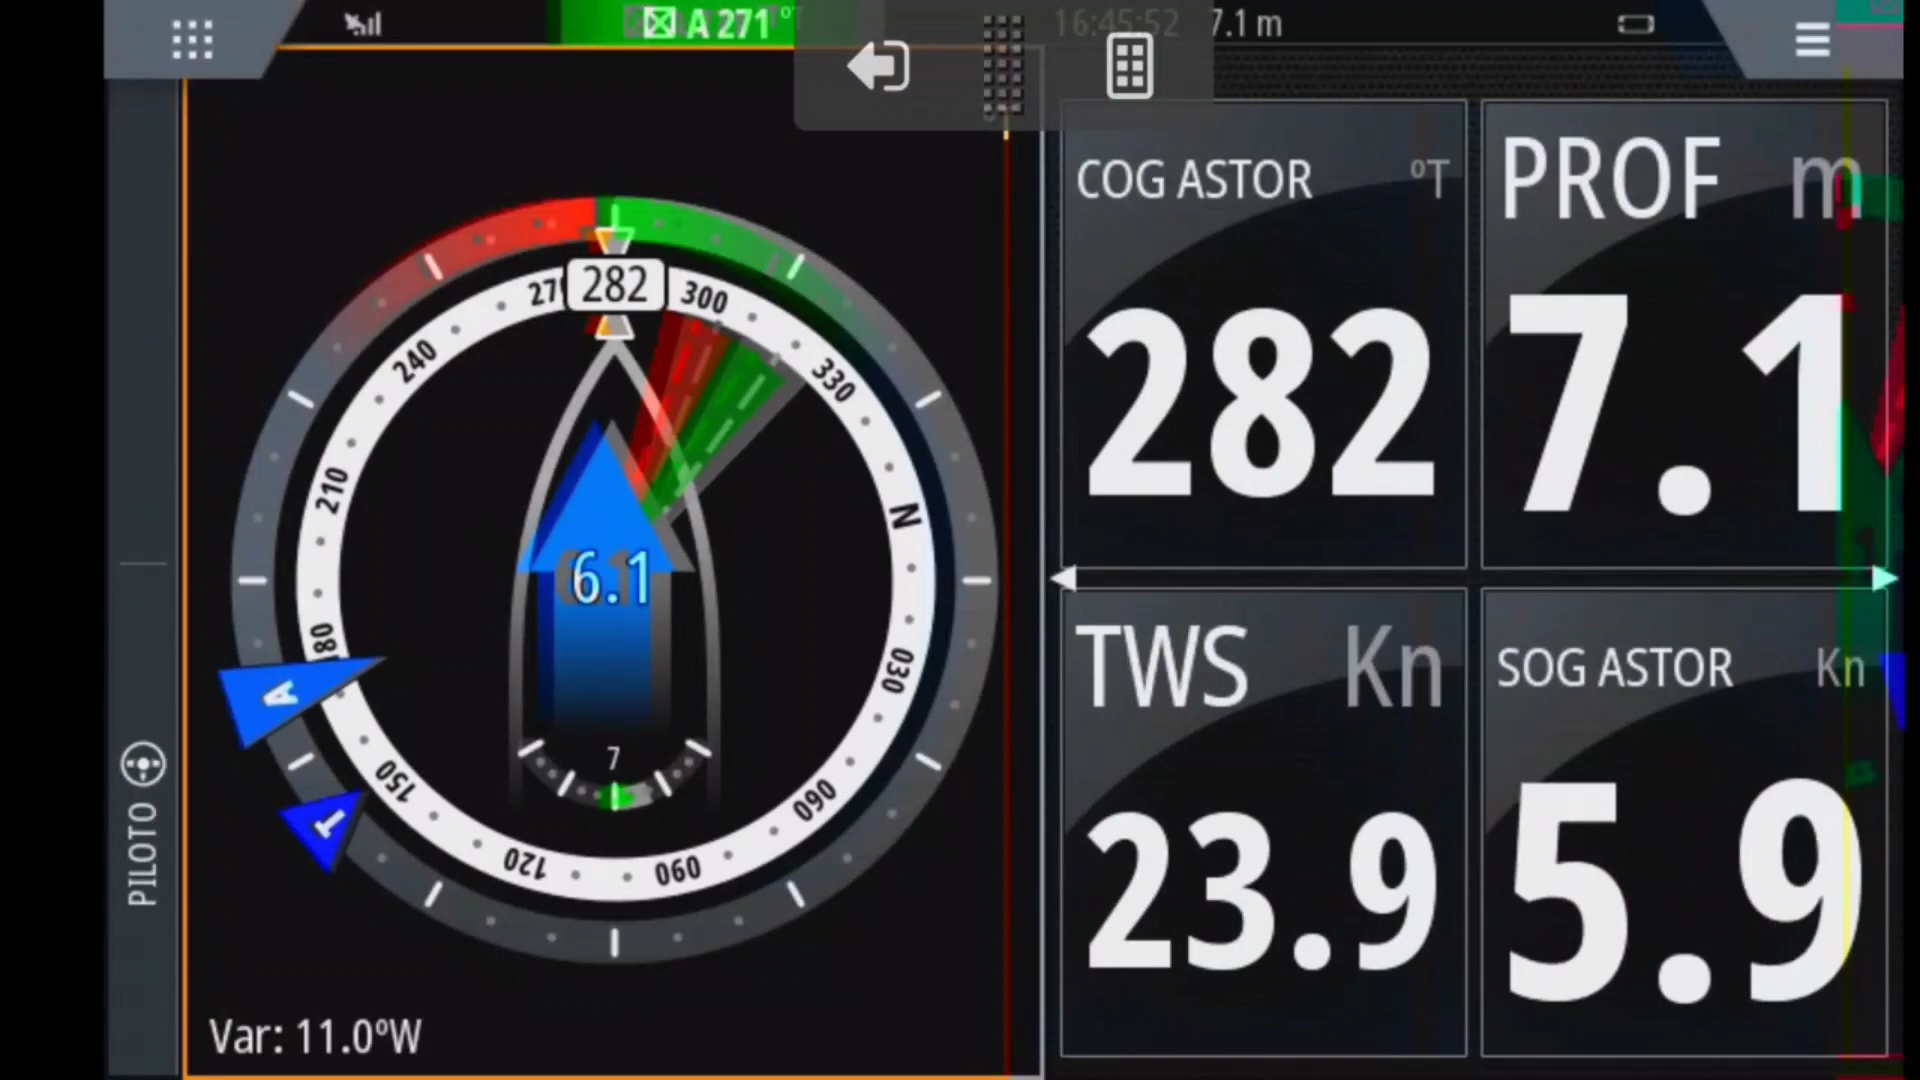 A 271 °T
16:45:52
7.1 m
COG ASTOR °T
282
PROF m
7.1
TWS Kn
23.9
SOG ASTOR Kn
5.9
282
300
330
N
030
060
090
120
150
210
240
A
T
6.1
7
PILOTO
Var: 11.0°W